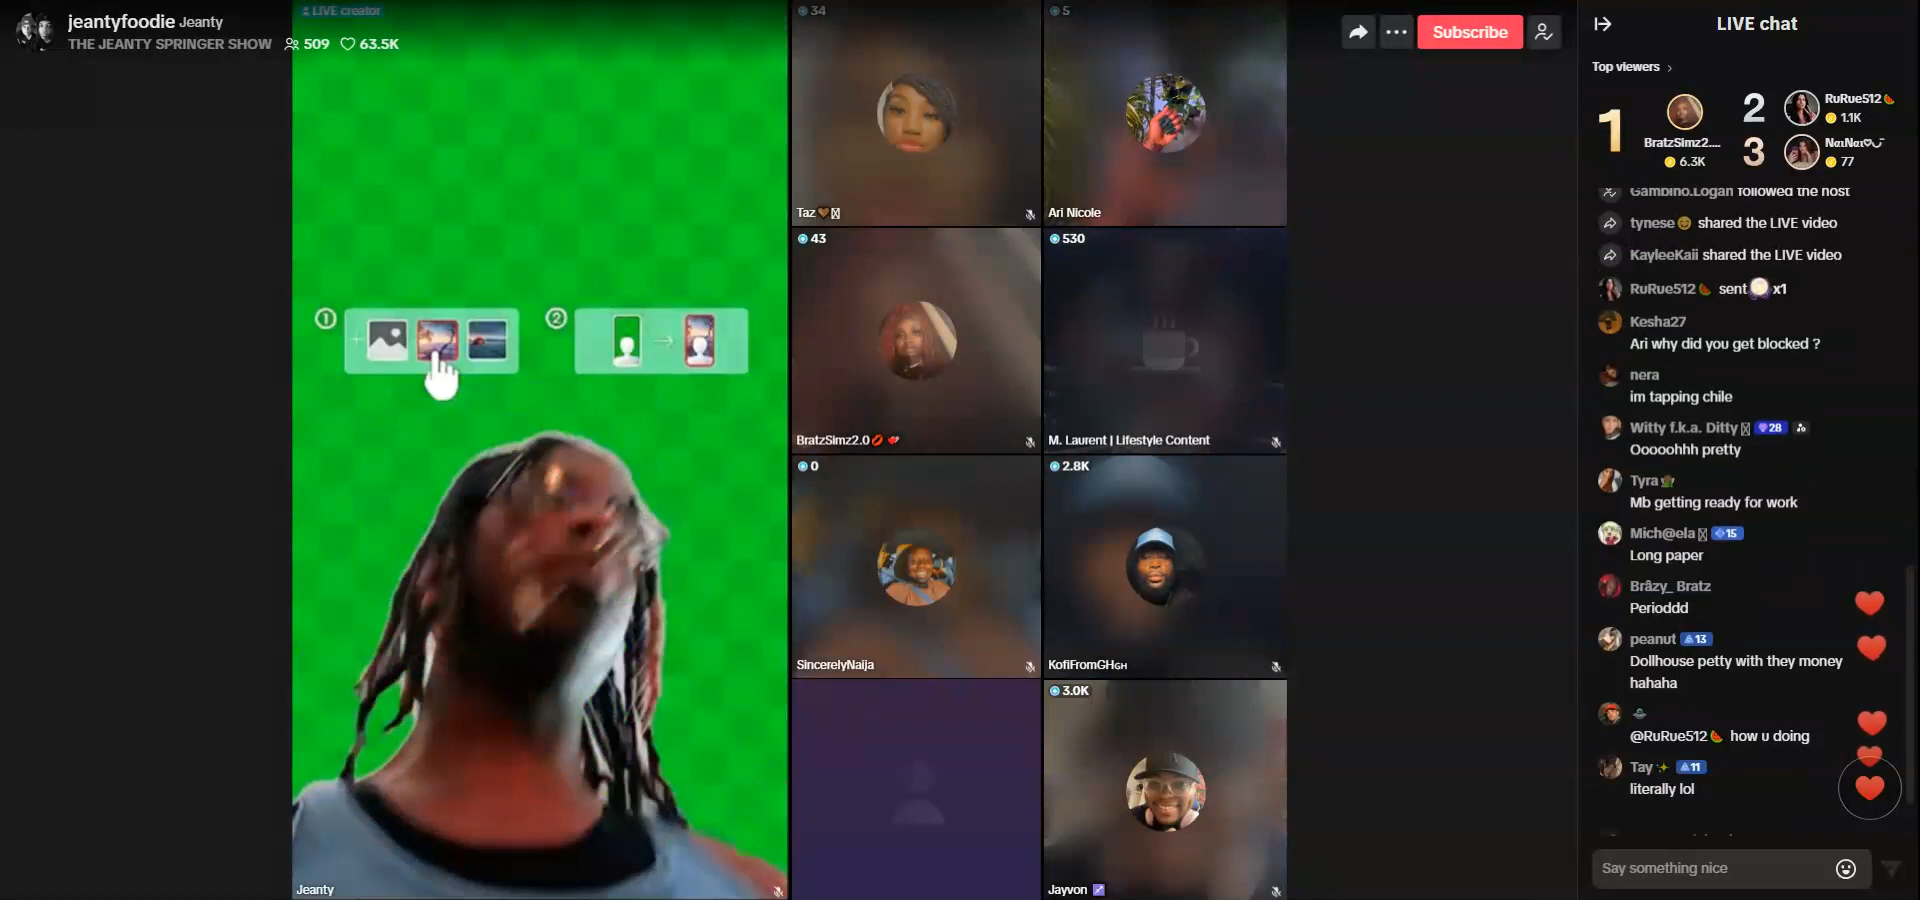 jeantyfoodie Jeanty
THE JEANTY SPRINGER SHOW 509 63.5K
LIVE creator
① ②
Jeanty
34
Taz
5
Ari Nicole
43
BratzSimz2.0
530
M. Laurent | Lifestyle Content
0
SincerelyNaija
2.8K
KofiFromGHGH
3.0K
Jayvon
Subscribe
LIVE chat
Top viewers
1
BratzSimz2....
6.3K
2
RuRue512🍉
1.1K
3
NαιNαι♡
77
Gambino.Logan followed the host
tynese😊 shared the LIVE video
KayleeKaii shared the LIVE video
RuRue512🍉 sent x1
Kesha27
Ari why did you get blocked ?
nera
im tapping chile
Witty f.k.a. Ditty 28
Ooooohhh pretty
Tyra
Mb getting ready for work
Mich@ela 15
Long paper
Brâzy_ Bratz
Perioddd
peanut 13
Dollhouse petty with they money
hahaha
@RuRue512🍉 how u doing
Tay 11
literally lol
Say something nice